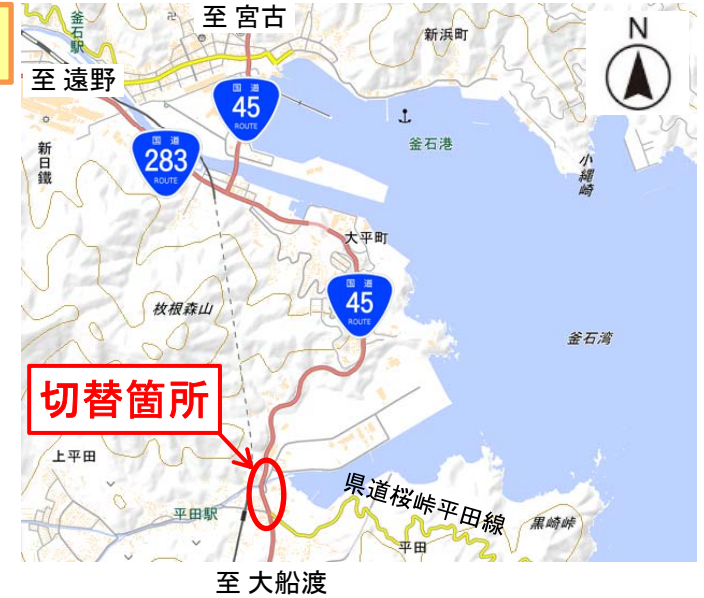 至 宮古
釜石駅
新浜町
N
至 遠野
国道
45
ROUTE
釜石港
国道
283
ROUTE
新日鐵
小繩崎
大平町
国道
45
ROUTE
枚根森山
釜石湾
切替箇所
上平田
県道桜峠平田線
平田駅
黒崎峠
平田
至 大船渡